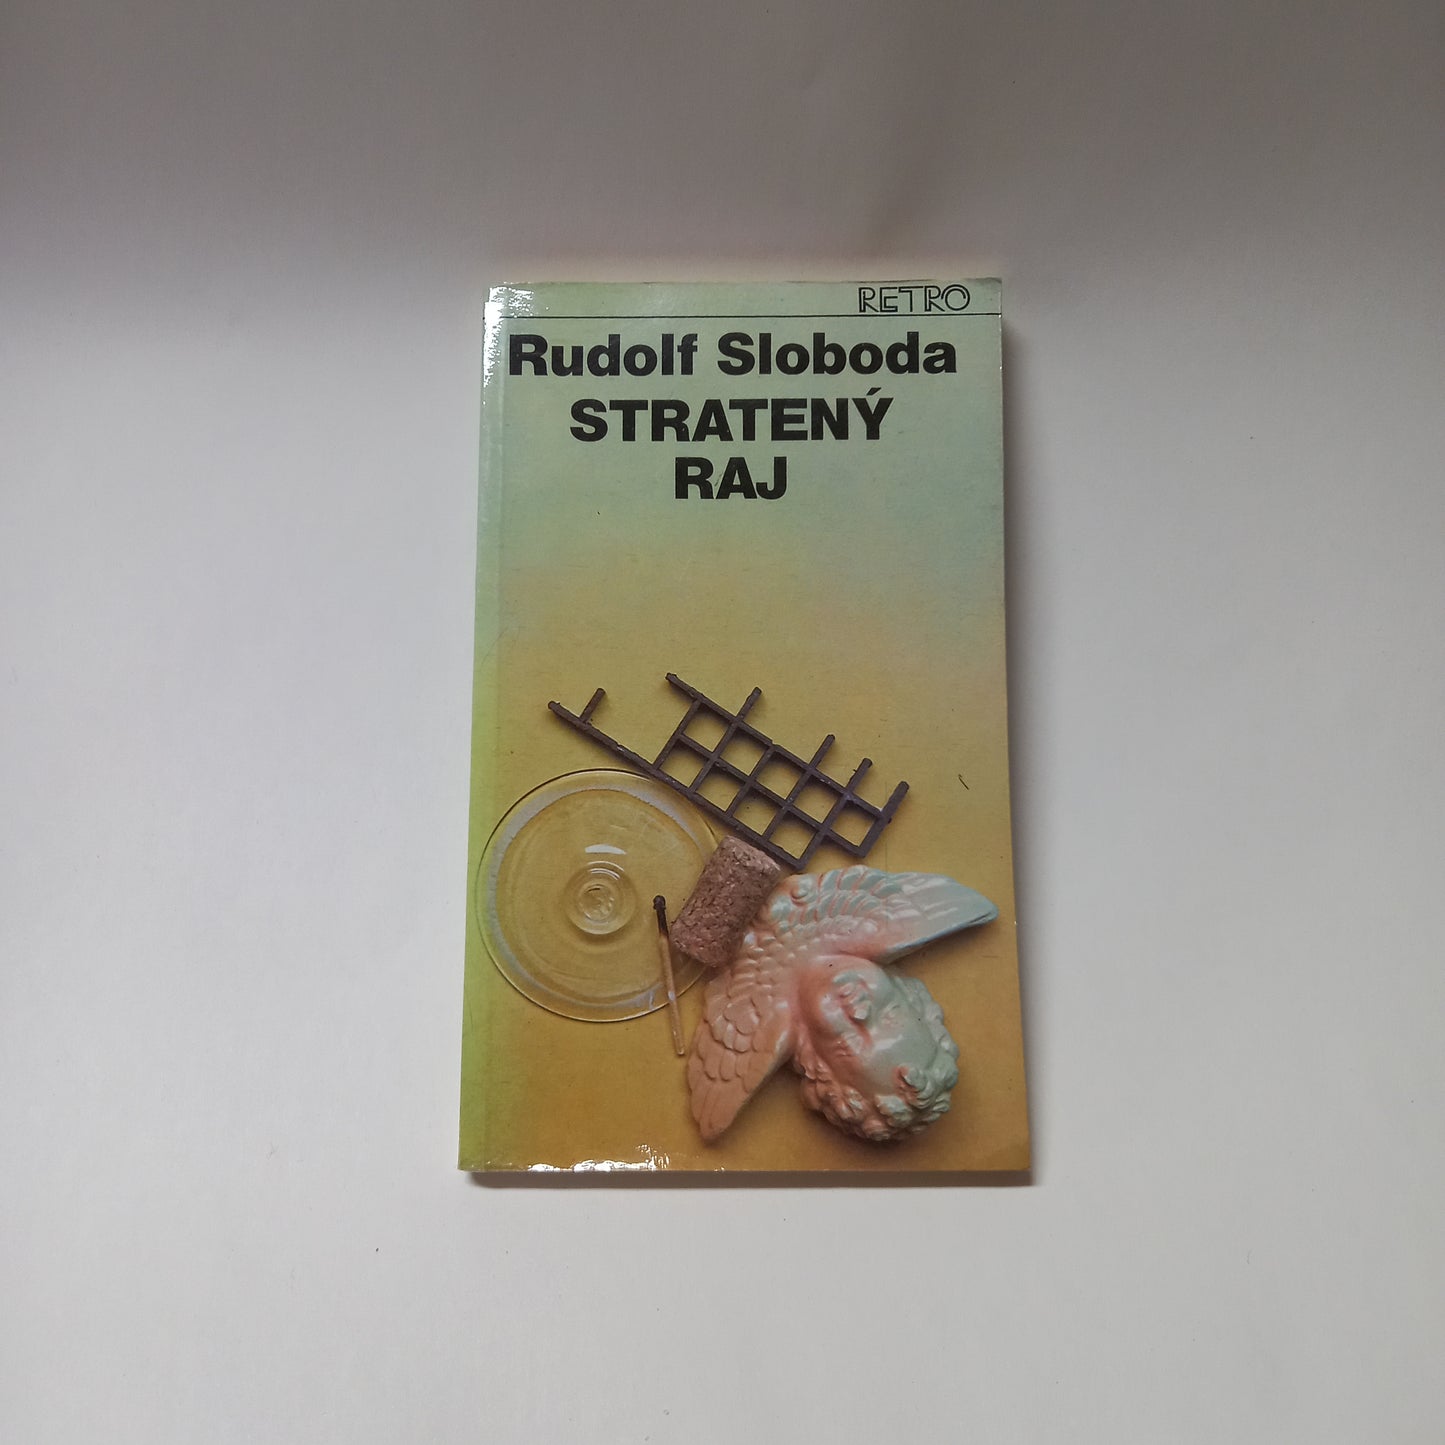 RETRO
Rudolf Sloboda
STRATENÝ
RAJ